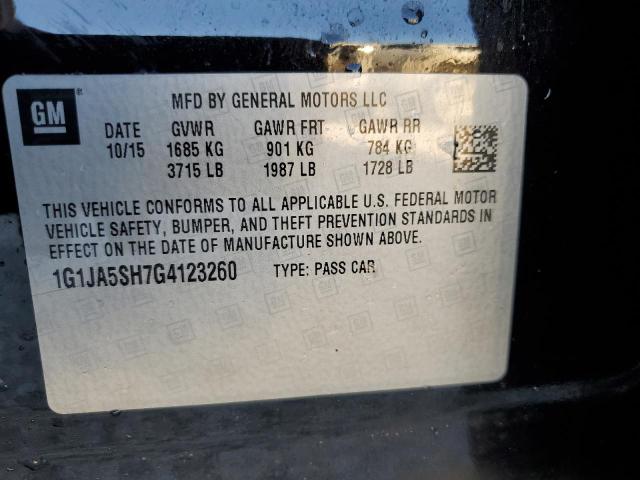 GM
MFD BY GENERAL MOTORS LLC
DATE GVWR GAWR FRT GAWR RR
10/15 1685 KG 901 KG 784 KG
3715 LB 1987 LB 1728 LB
THIS VEHICLE CONFORMS TO ALL APPLICABLE U.S. FEDERAL MOTOR
VEHICLE SAFETY, BUMPER, AND THEFT PREVENTION STANDARDS IN
EFFECT ON THE DATE OF MANUFACTURE SHOWN ABOVE.
1G1JA5SH7G4123260 TYPE: PASS CAR